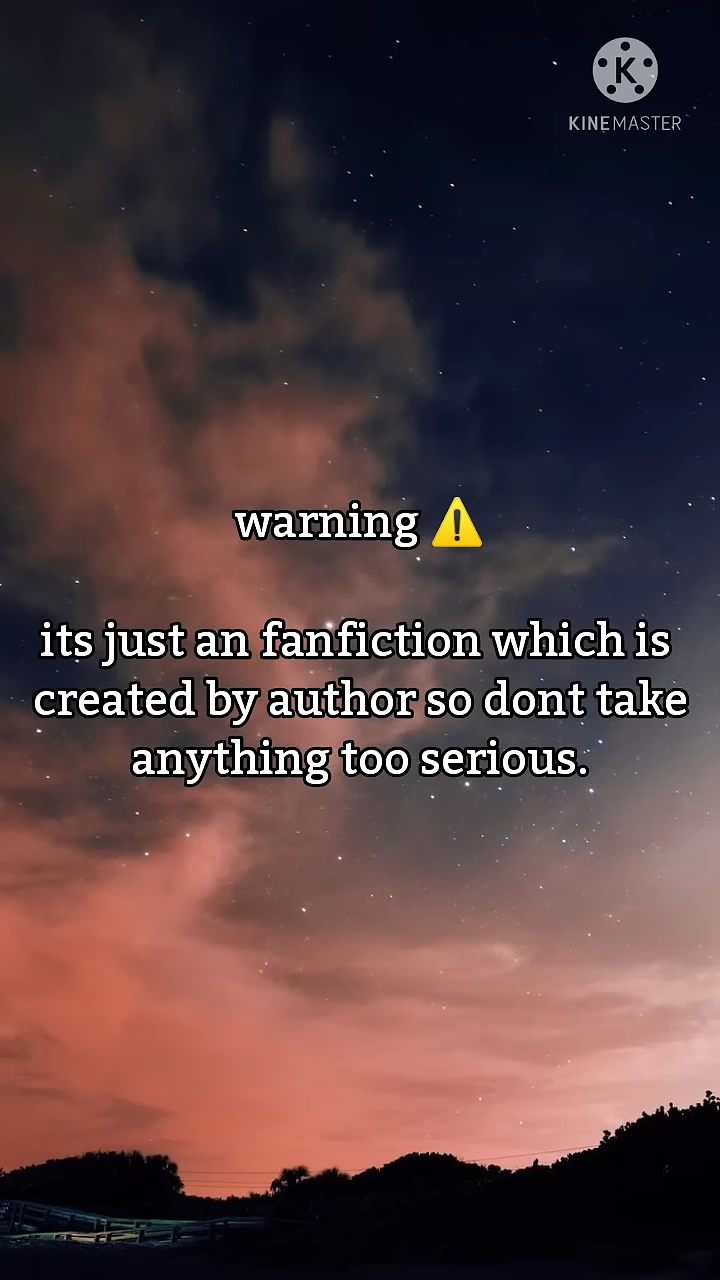 K
KINEMASTER
warning ⚠️
its just an fanfiction which is
created by author so dont take
anything too serious.